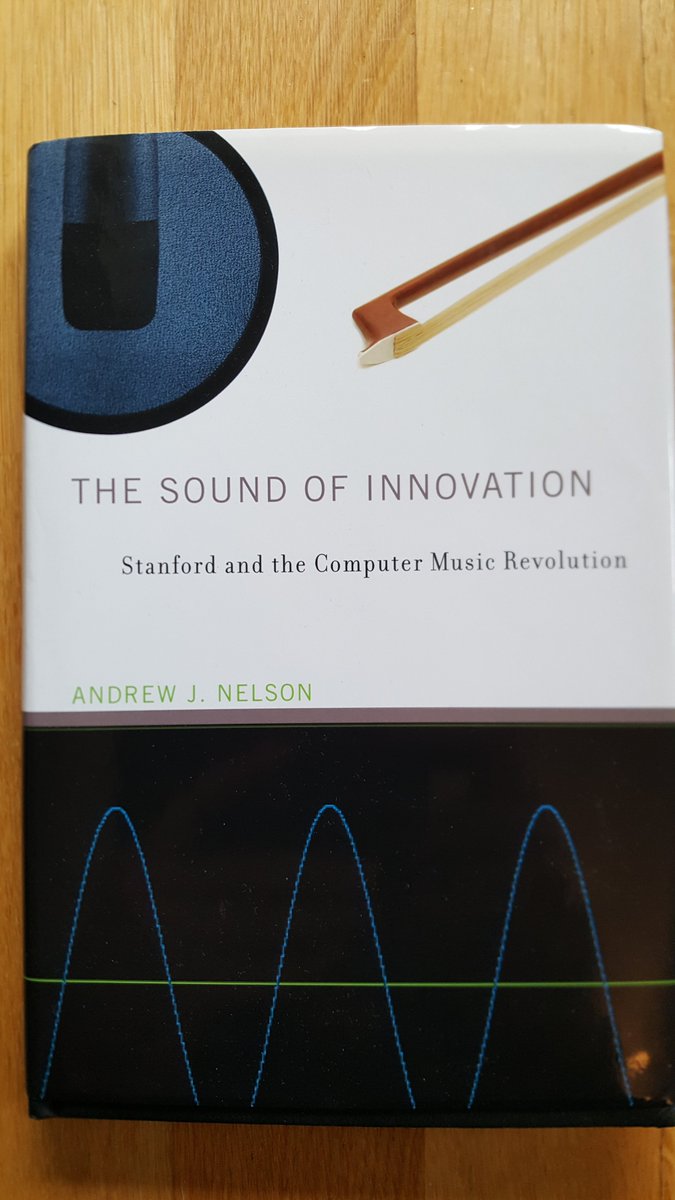 THE SOUND OF INNOVATION
Stanford and the Computer Music Revolution
ANDREW J. NELSON